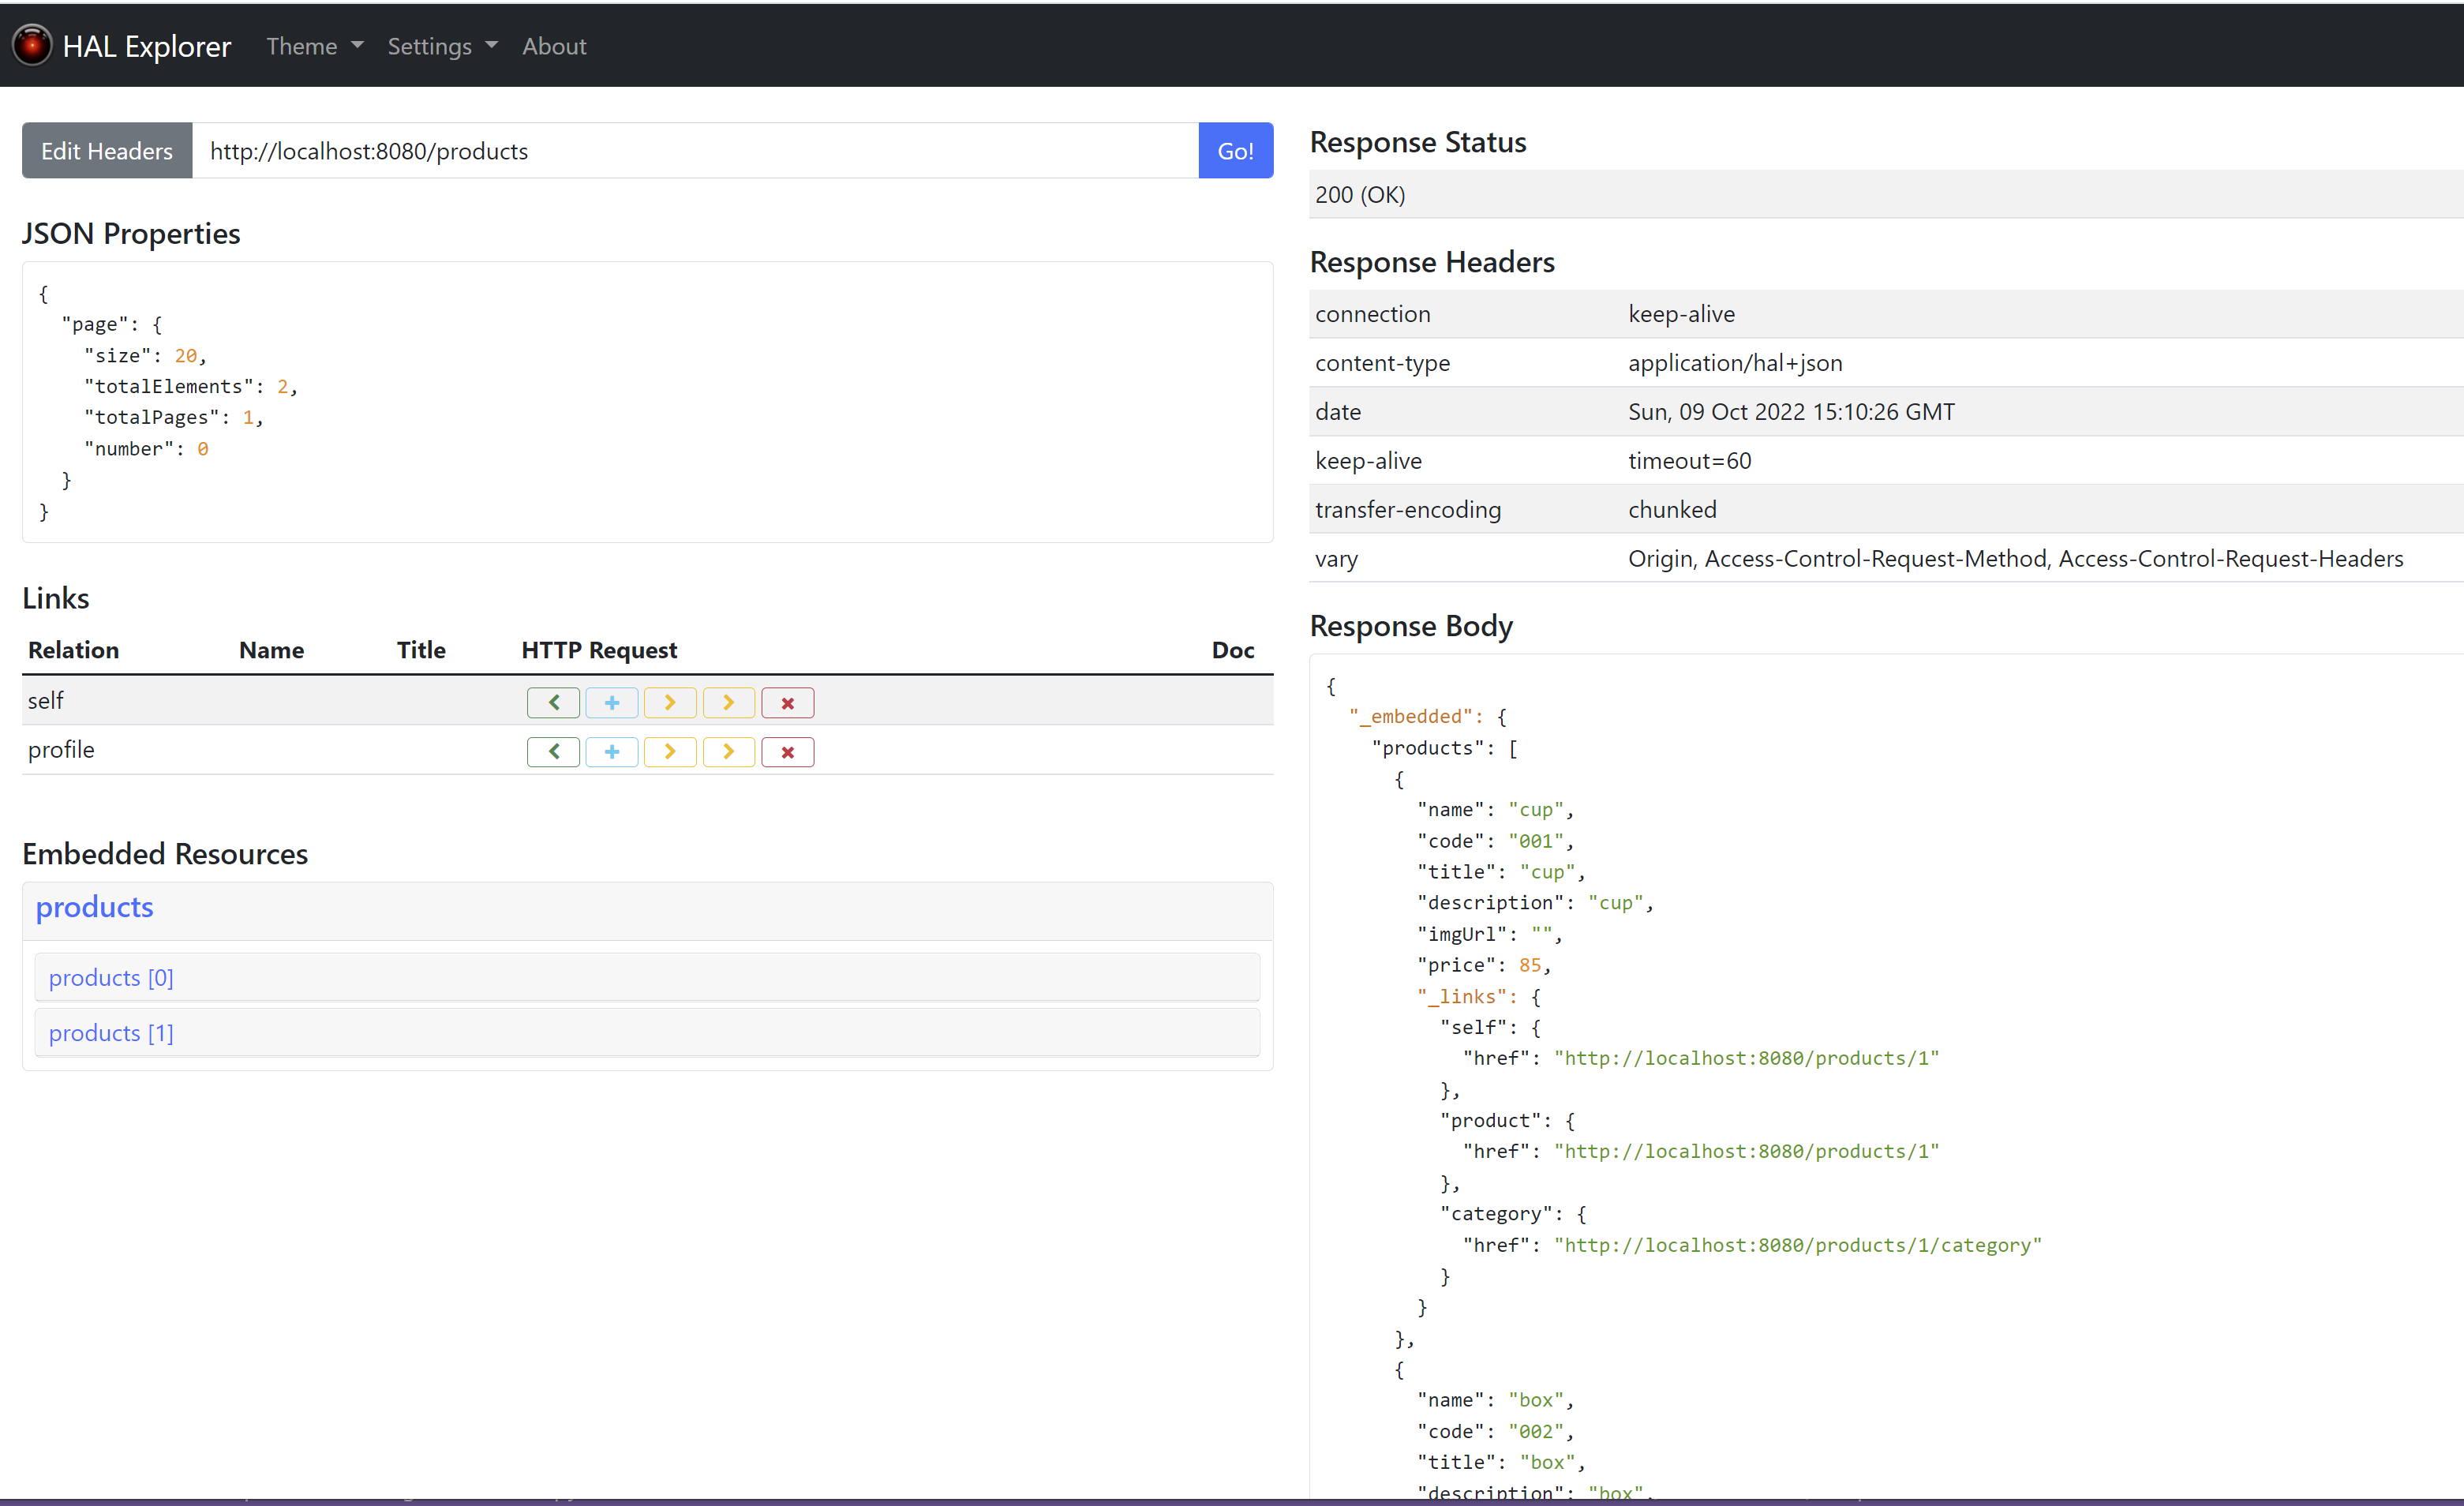 HAL Explorer Theme Settings About
Edit Headers http://localhost:8080/products Go!
JSON Properties
{
"page": {
"size": 20,
"totalElements": 2,
"totalPages": 1,
"number": 0
}
}
Links
Relation Name Title HTTP Request Doc
self
profile
Embedded Resources
products
products [0]
products [1]
Response Status
200 (OK)
Response Headers
connection keep-alive
content-type application/hal+json
date Sun, 09 Oct 2022 15:10:26 GMT
keep-alive timeout=60
transfer-encoding chunked
vary Origin, Access-Control-Request-Method, Access-Control-Request-Headers
Response Body
{
"_embedded": {
"products": [
{
"name": "cup",
"code": "001",
"title": "cup",
"description": "cup",
"imgUrl": "",
"price": 85,
"_links": {
"self": {
"href": "http://localhost:8080/products/1"
},
"product": {
"href": "http://localhost:8080/products/1"
},
"category": {
"href": "http://localhost:8080/products/1/category"
}
}
},
{
"name": "box",
"code": "002",
"title": "box",
"description": "box",